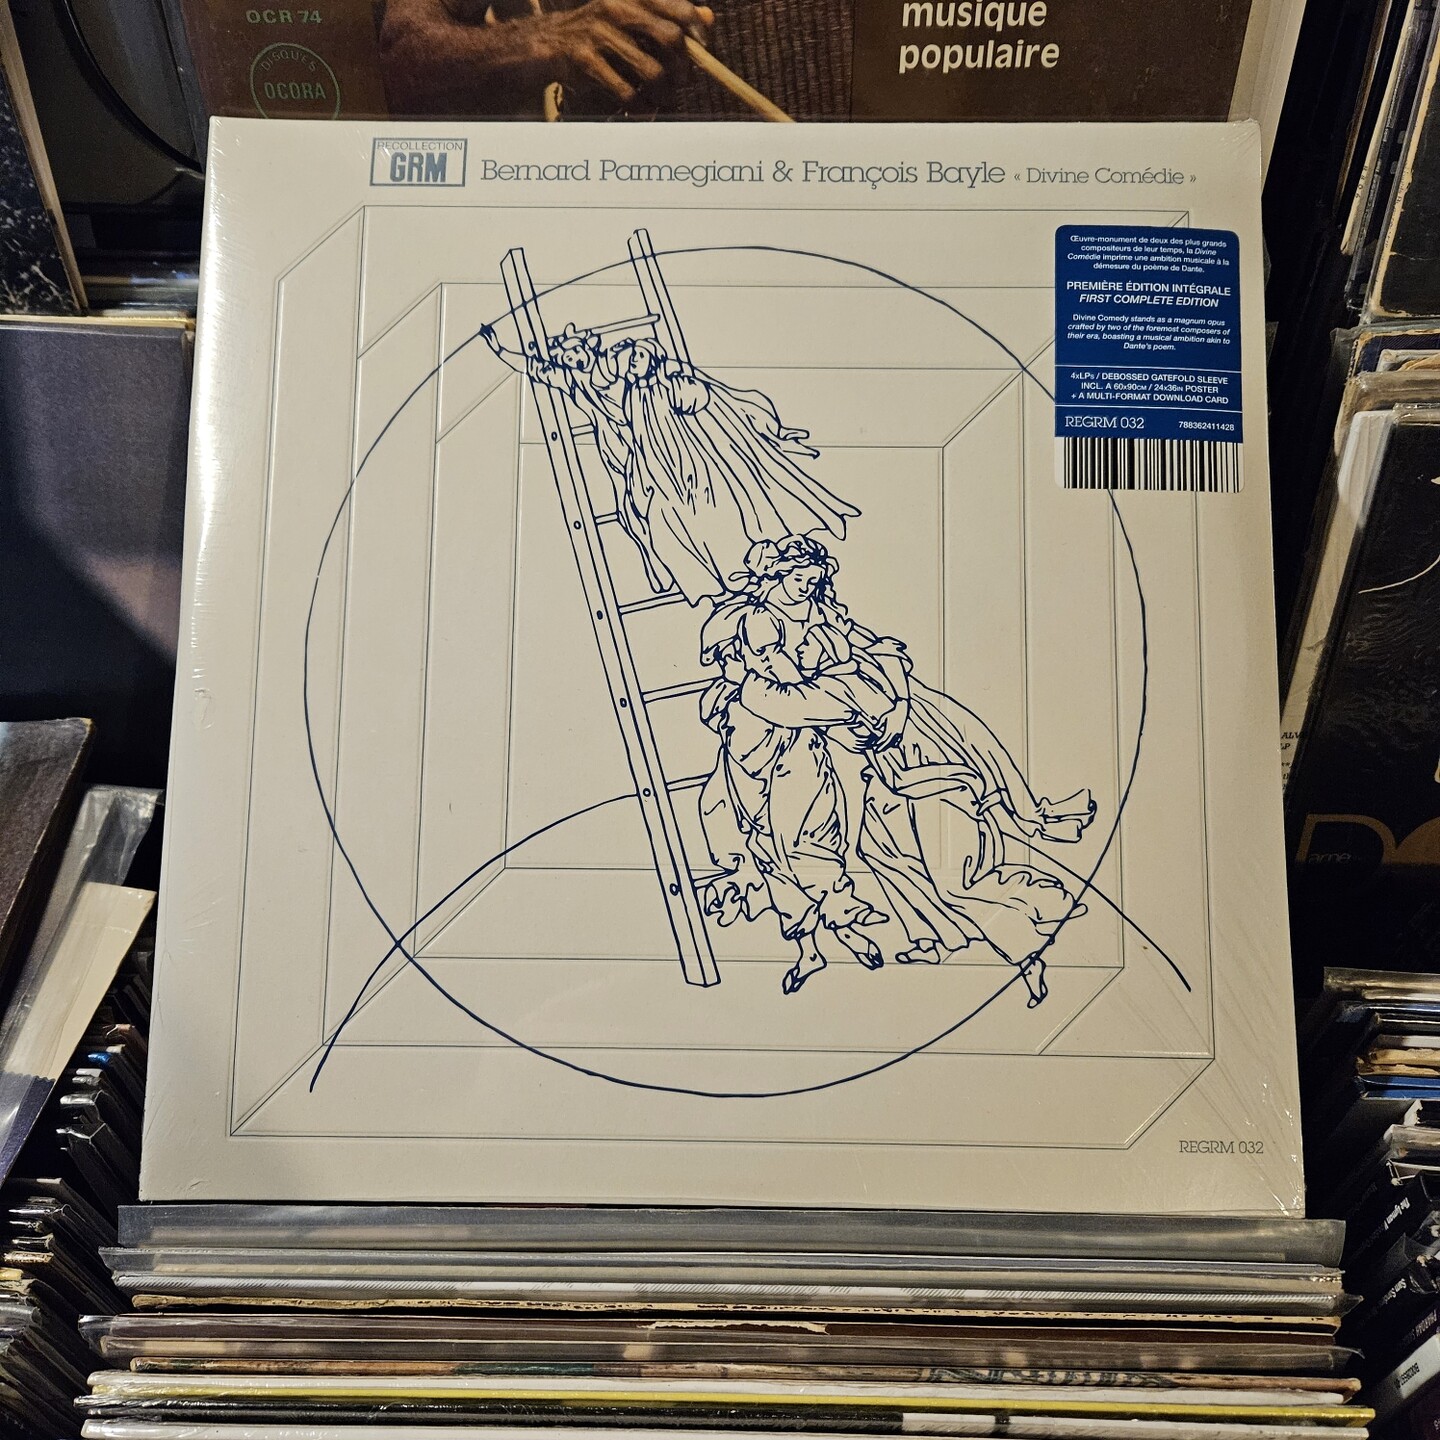 OCR 74
DISQUES
OCORA
musique
populaire
RECOLLECTION
GRM
Bernard Parmegiani & François Bayle « Divine Comédie »
Œuvre-monument de deux des plus grands
compositeurs de leur temps, la Divine
Comédie imprime une ambition musicale à la
démesure du poème de Dante.
PREMIÈRE ÉDITION INTÉGRALE
FIRST COMPLETE EDITION
Divine Comedy stands as a magnum opus
crafted by two of the foremost composers of
their era, boasting a musical ambition akin to
Dante's poem.
4xLPs / DEBOSSED GATEFOLD SLEEVE
INCL. A 60x90CM / 24x36IN POSTER
+ A MULTI-FORMAT DOWNLOAD CARD
REGRM 032 788362411428
REGRM 032